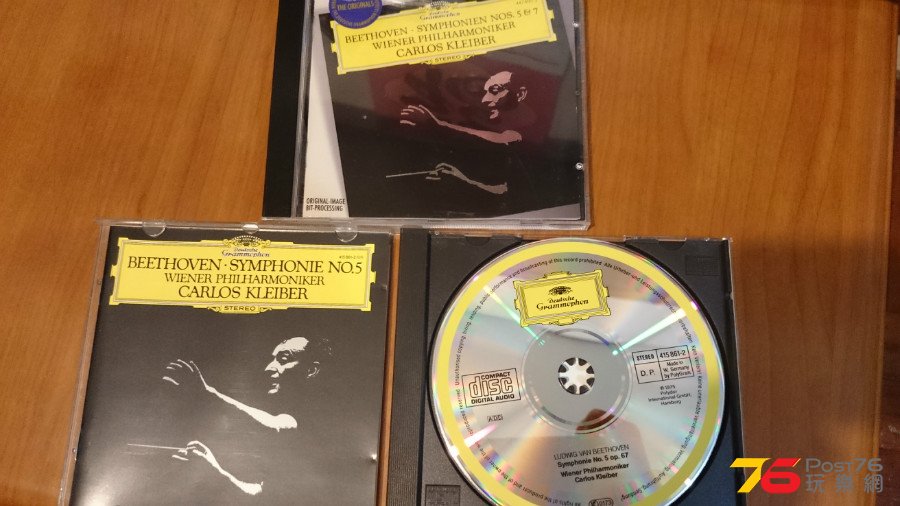 THE ORIGINALS
Deutsche
Grammophon
BEETHOVEN · SYMPHONIEN NOS. 5 & 7
WIENER PHILHARMONIKER
CARLOS KLEIBER
STEREO
ORIGINAL-IMAGE
BIT-PROCESSING
Deutsche
Grammophon
BEETHOVEN · SYMPHONIE NO.5
WIENER PHILHARMONIKER
CARLOS KLEIBER
STEREO
Deutsche
Grammophon
STEREO 415 861-2
D.P. Made in
W. Germany
by PolyGram
℗ 1975
Polydor
International GmbH,
Hamburg
COMPACT
disc
DIGITAL AUDIO
LUDWIG VAN BEETHOVEN
Symphonie No. 5 op. 67
Wiener Philharmoniker
Carlos Kleiber
76 Post76
玩樂網